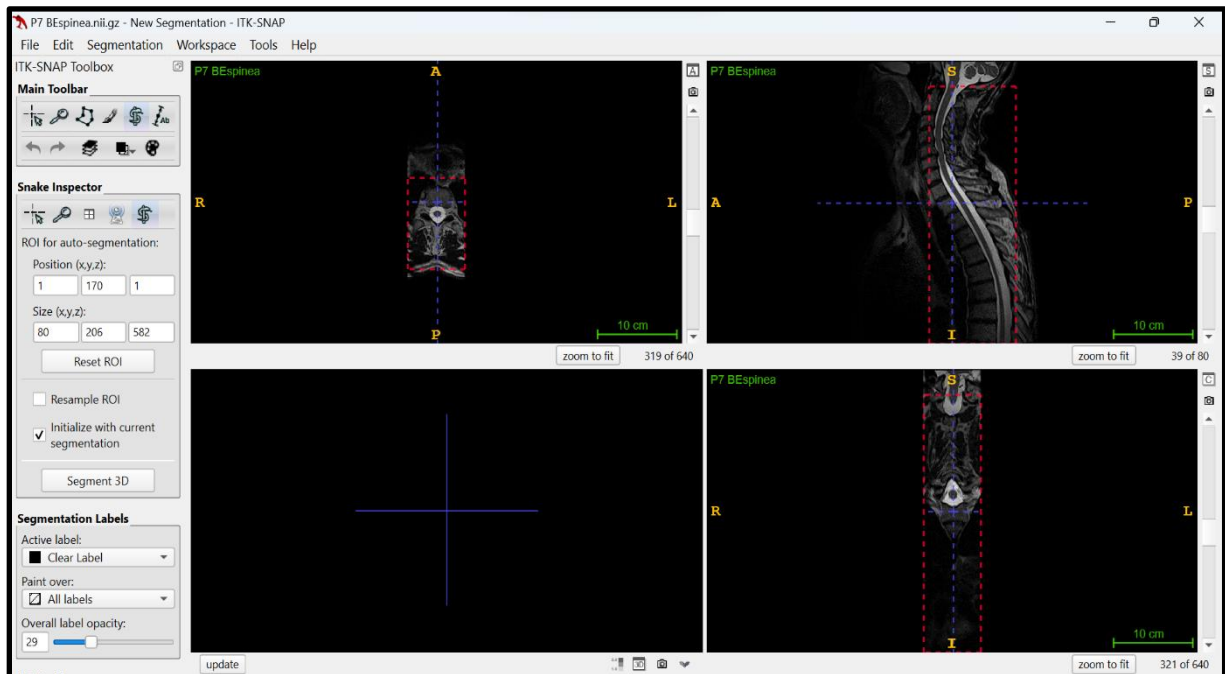 P7 BEspinea.nii.gz - New Segmentation - ITK-SNAP
File Edit Segmentation Workspace Tools Help
ITK-SNAP Toolbox
Main Toolbar
Ab
Snake Inspector
ROI for auto-segmentation:
Position (x,y,z):
1 170 1
Size (x,y,z):
80 206 582
Reset ROI
Resample ROI
Initialize with current
segmentation
Segment 3D
Segmentation Labels
Active label:
Clear Label
Paint over:
All labels
Overall label opacity:
29
P7 BEspinea
A
A
R
L
P
10 cm
zoom to fit 319 of 640
P7 BEspinea
S
S
A
P
I
10 cm
zoom to fit 39 of 80
update
3D
P7 BEspinea
S
C
R
L
I
10 cm
zoom to fit 321 of 640